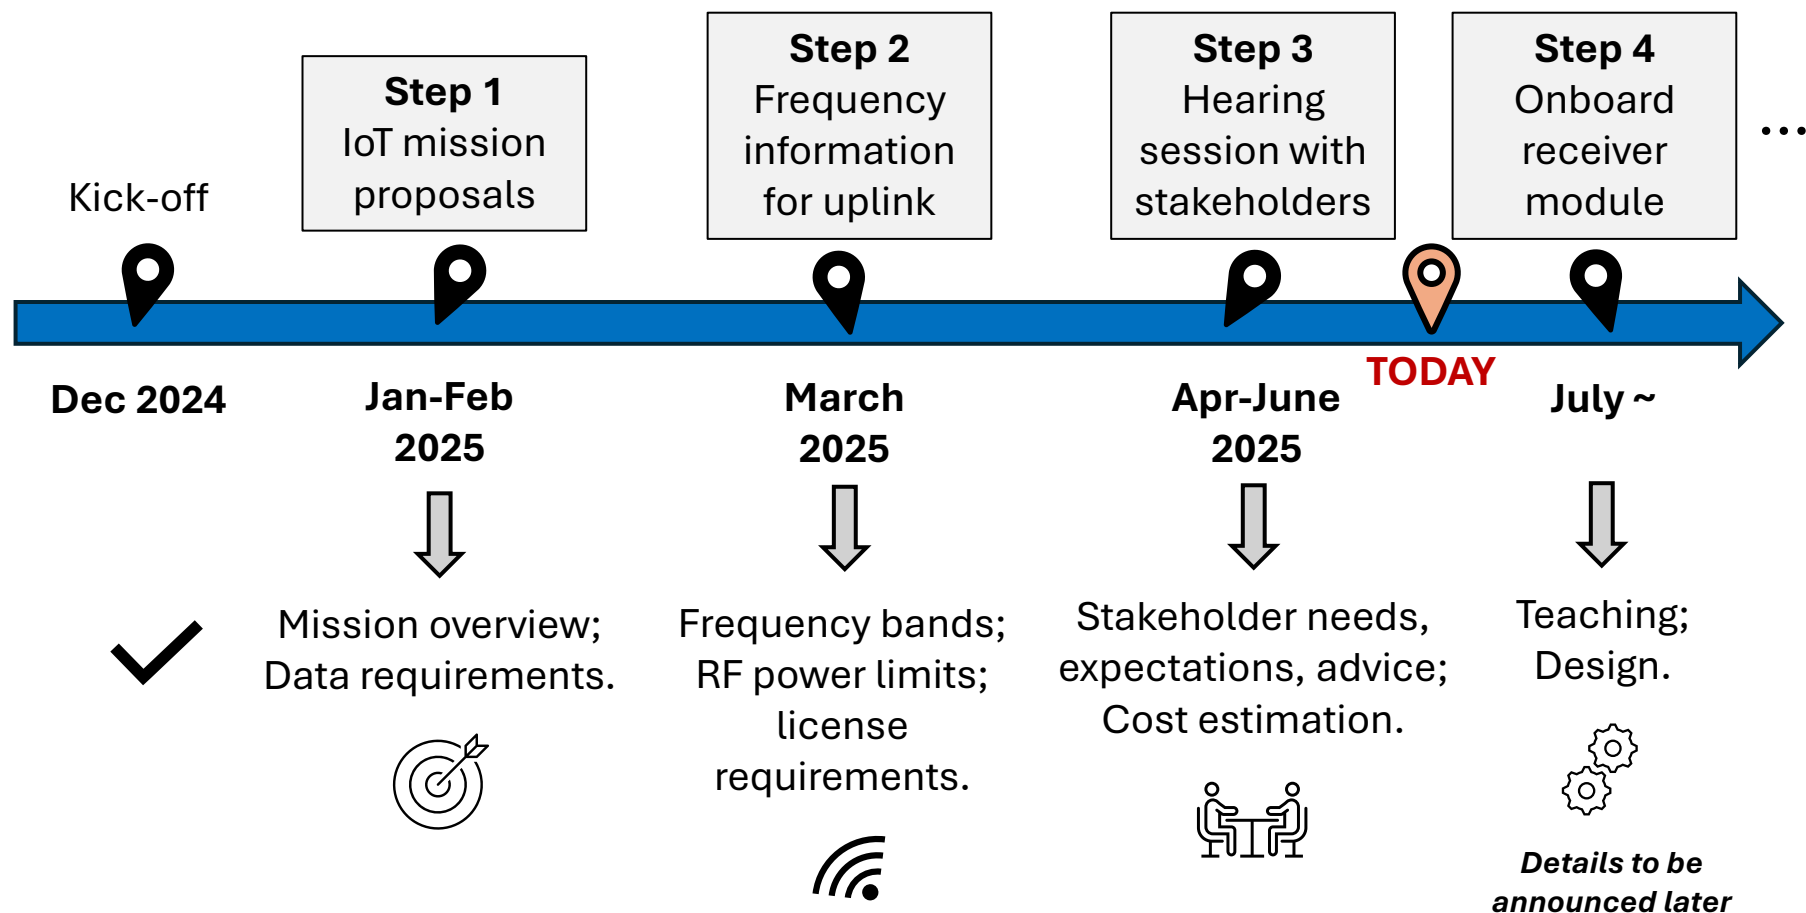 Kick-off
Dec 2024
Step 1
IoT mission
proposals
Jan-Feb
2025
Mission overview;
Data requirements.
Step 2
Frequency
information
for uplink
March
2025
Frequency bands;
RF power limits;
license
requirements.
Step 3
Hearing
session with
stakeholders
Apr-June
2025
Stakeholder needs,
expectations, advice;
Cost estimation.
TODAY
Step 4
Onboard
receiver
module
July ~
Teaching;
Design.
Details to be
announced later
...